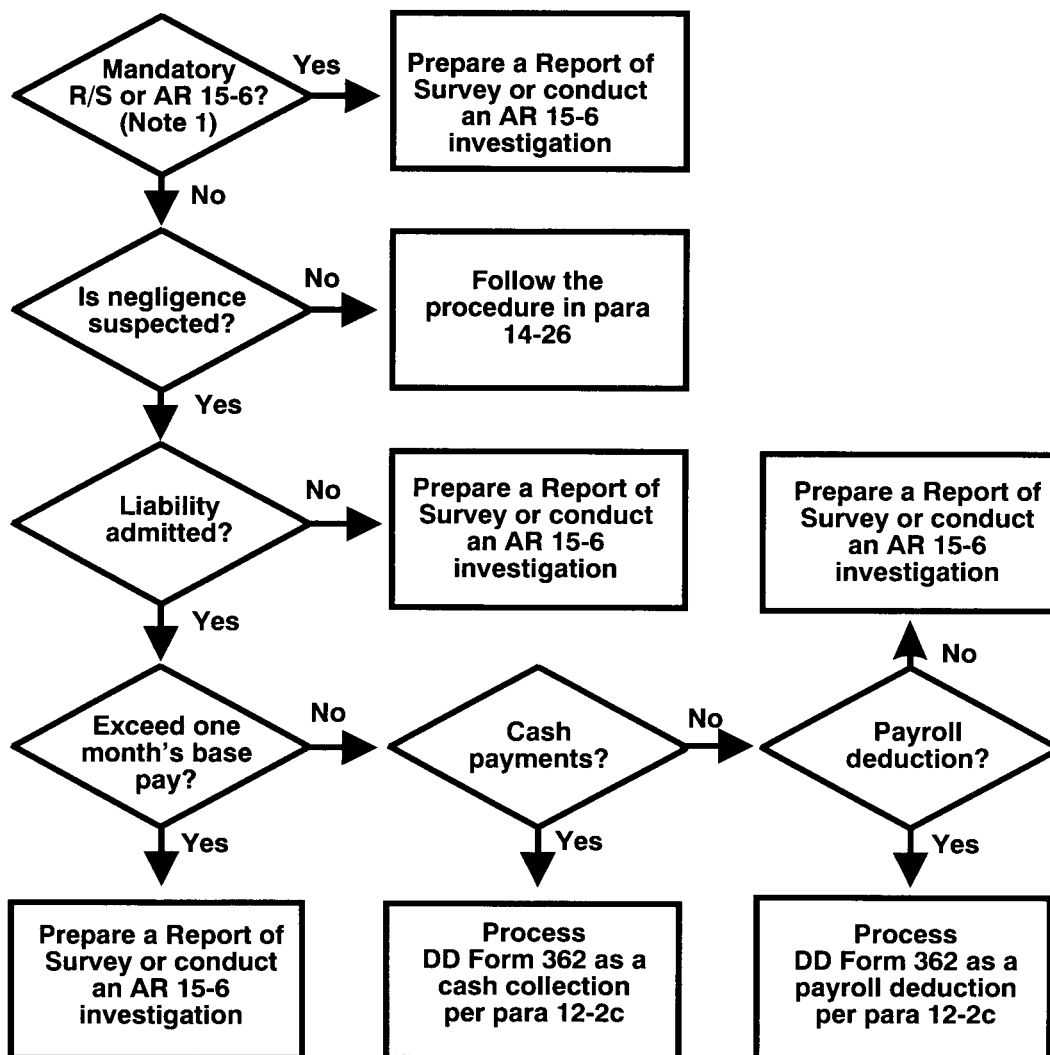 Mandatory
R/S or AR 15-6?
(Note 1)
Yes
Prepare a Report of
Survey or conduct
an AR 15-6
investigation
No
Is negligence
suspected?
No
Follow the
procedure in para
14-26
Yes
Liability
admitted?
No
Prepare a Report of
Survey or conduct
an AR 15-6
investigation
Prepare a Report of
Survey or conduct
an AR 15-6
investigation
Yes
No
Exceed one
month's base
pay?
No
Cash
payments?
No
Payroll
deduction?
Yes
Yes
Yes
Prepare a Report of
Survey or conduct
an AR 15-6
investigation
Process
DD Form 362 as a
cash collection
per para 12-2c
Process
DD Form 362 as a
payroll deduction
per para 12-2c